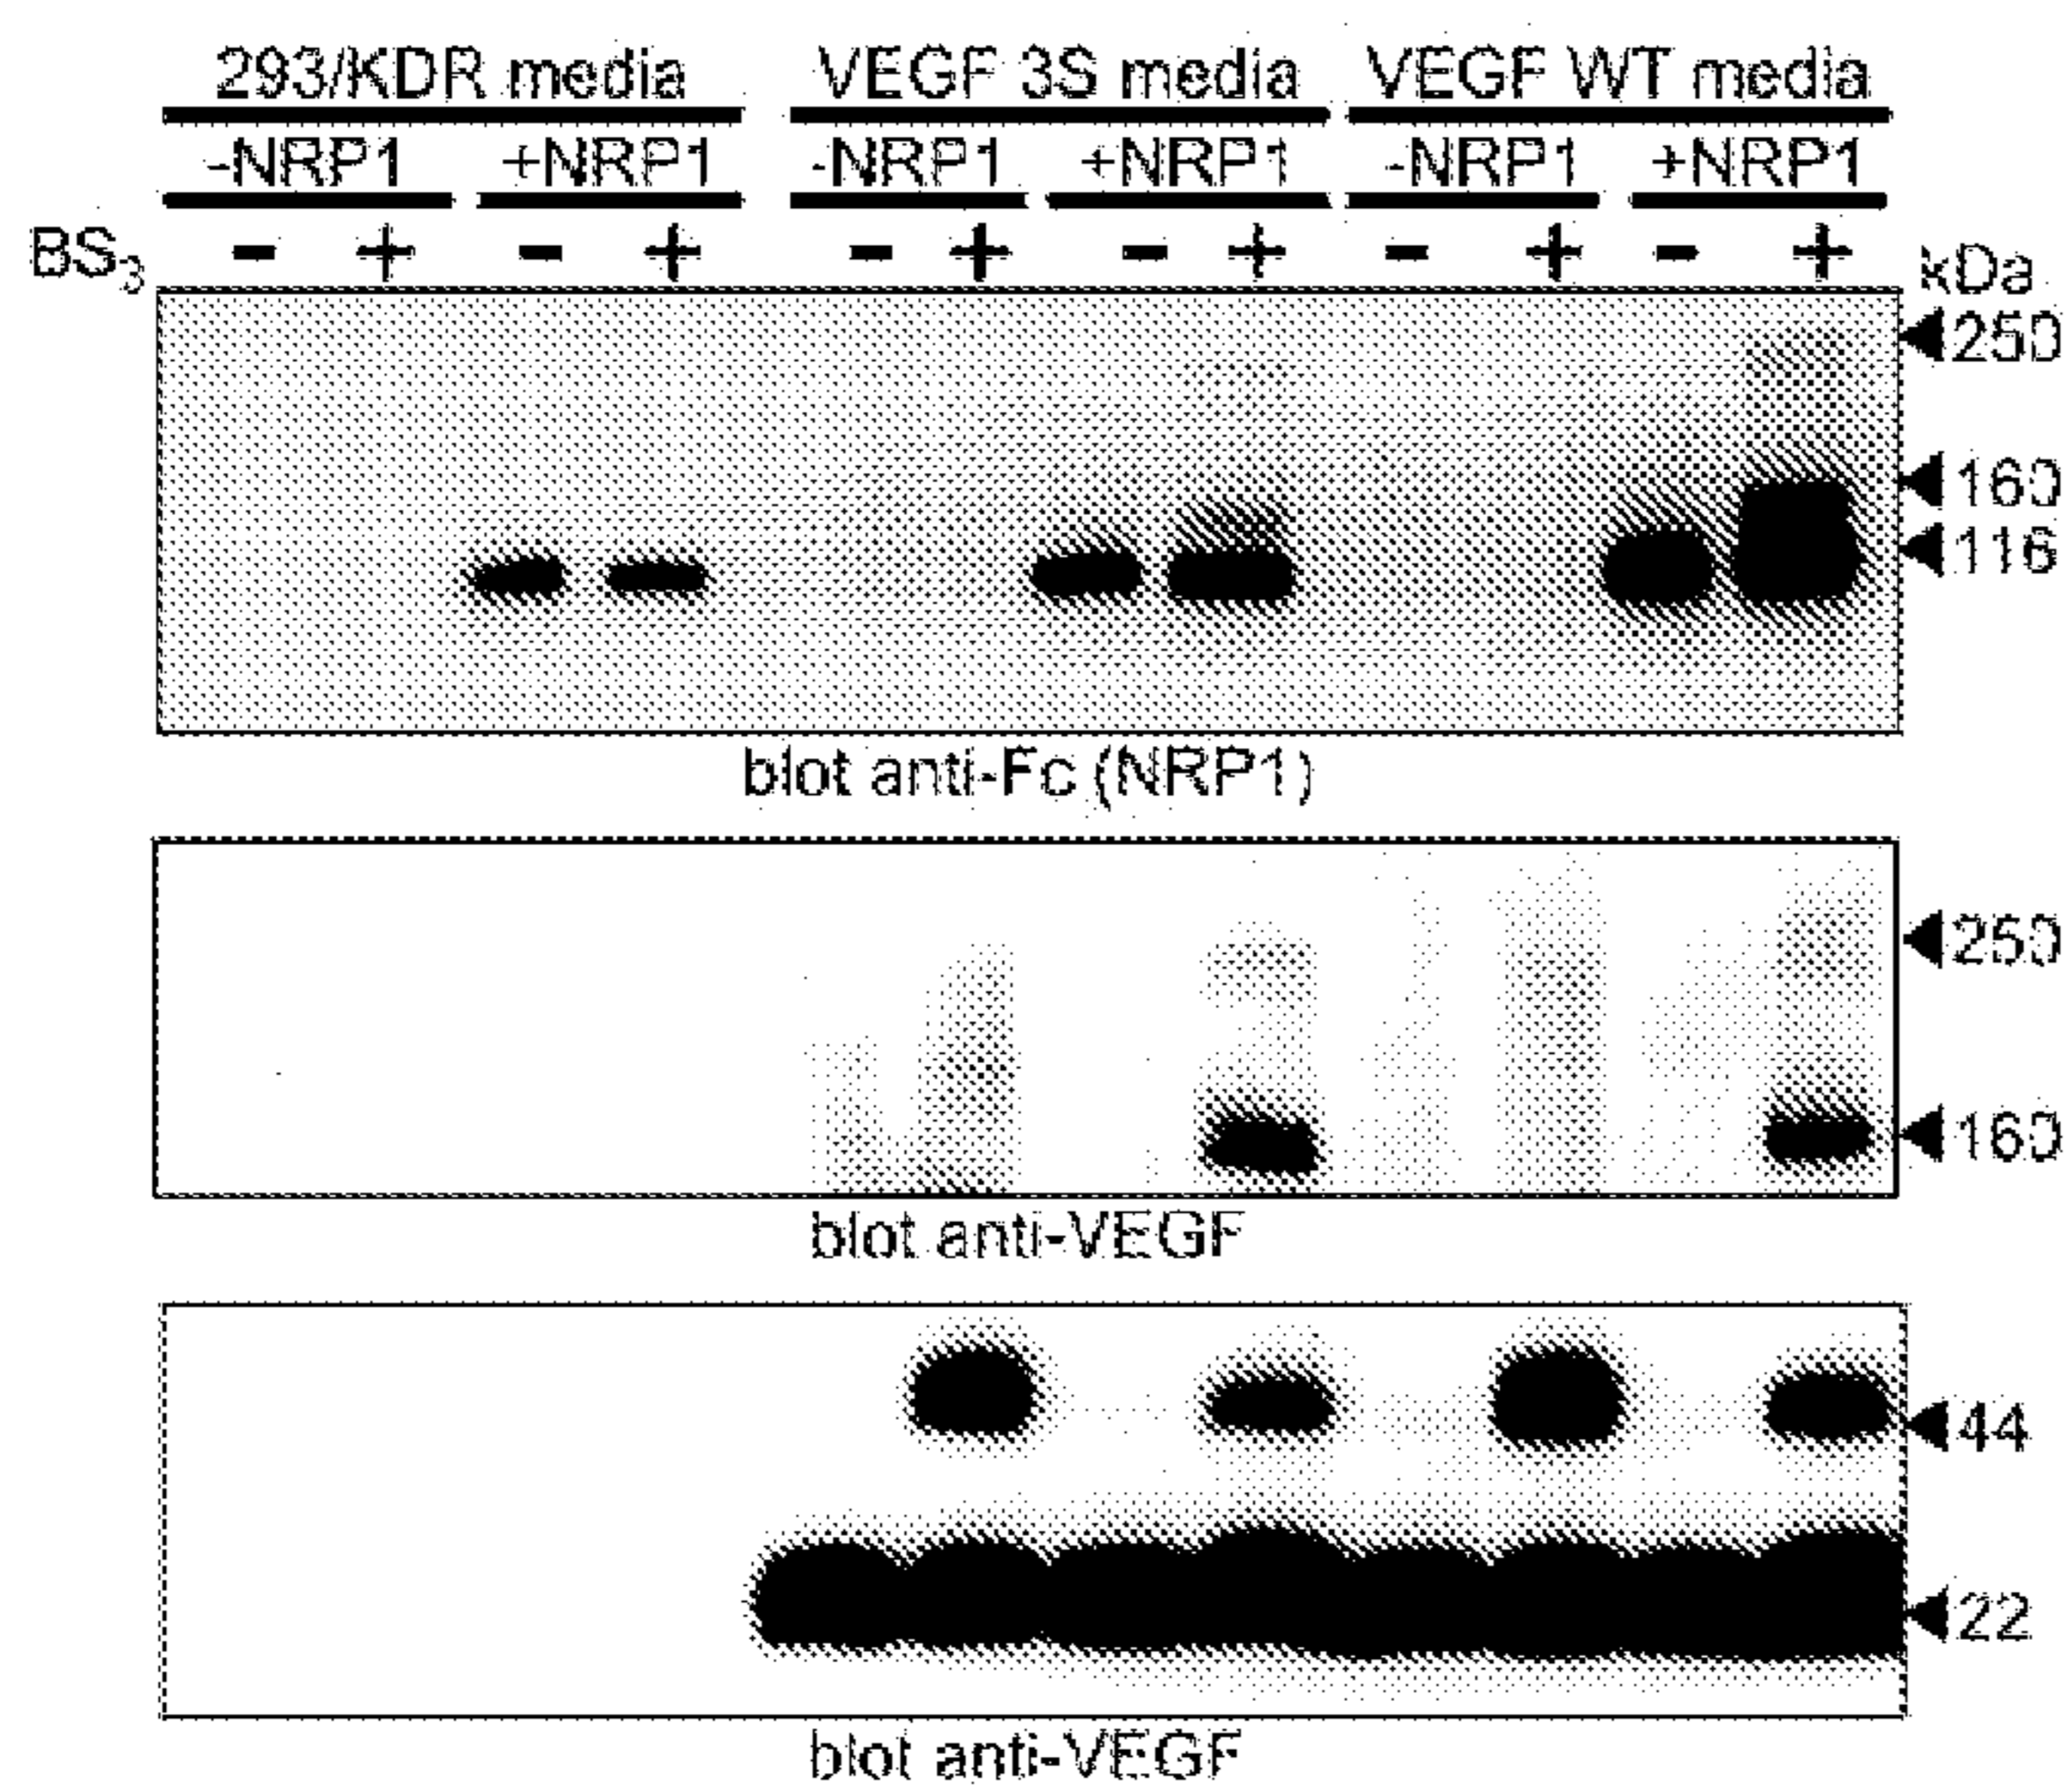 293/KDR media VEGF 3S media VEGF WT media
-NRP1 +NRP1 -NRP1 +NRP1 -NRP1 +NRP1
BS3 - + - + - + - + - + - + kDa
250
160
116
blot anti-Fc (NRP1)
250
160
blot anti-VEGF
44
22
blot anti-VEGF